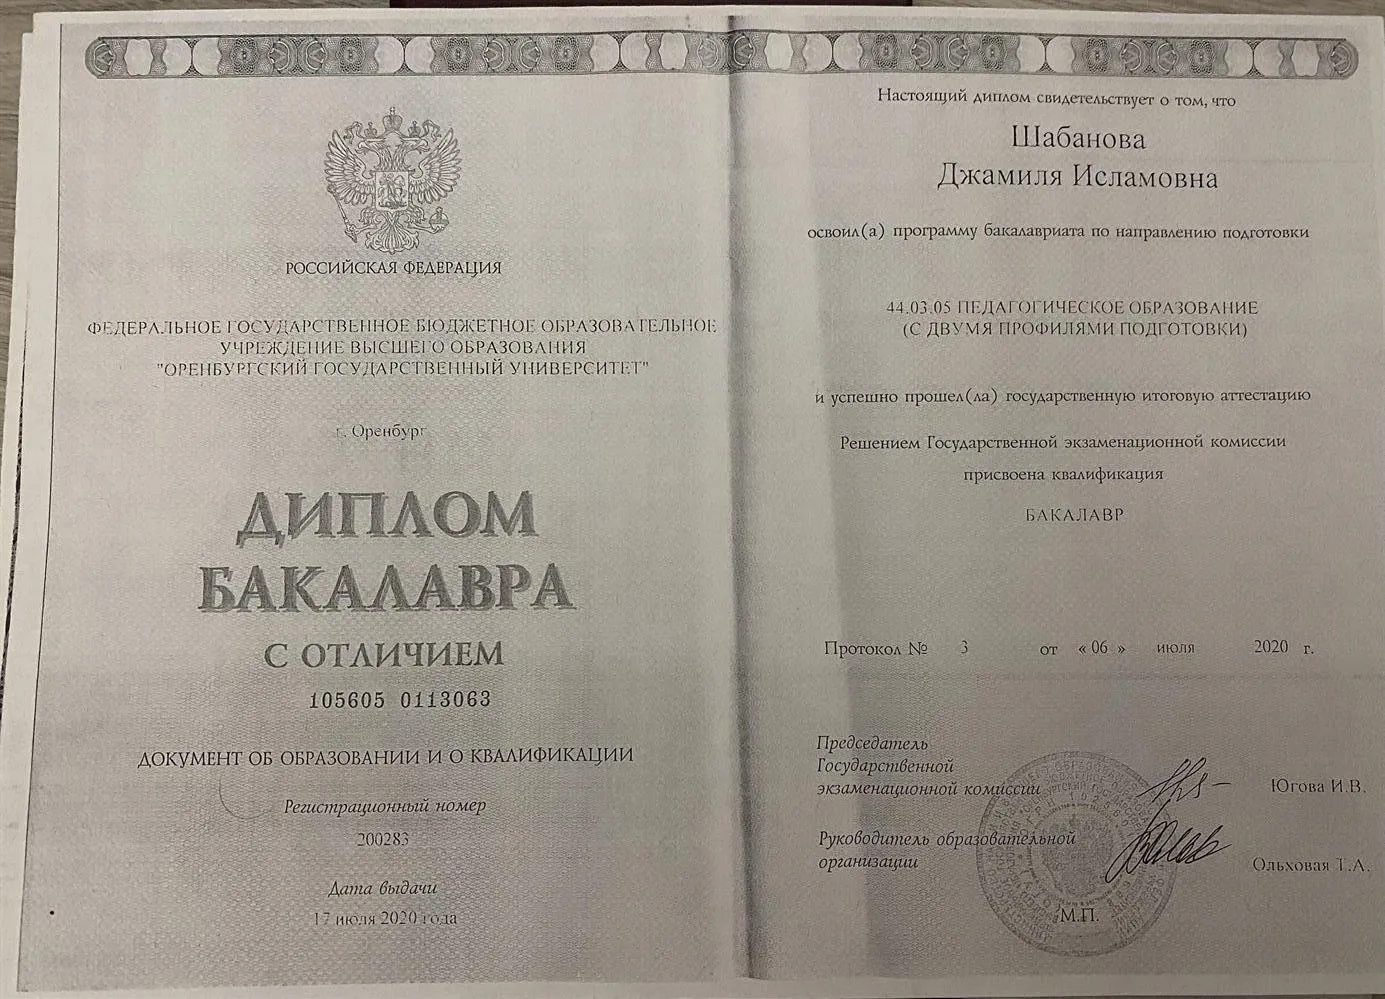 РОССИЙСКАЯ ФЕДЕРАЦИЯ
ФЕДЕРАЛЬНОЕ ГОСУДАРСТВЕННОЕ БЮДЖЕТНОЕ ОБРАЗОВАТЕЛЬНОЕ
УЧРЕЖДЕНИЕ ВЫСШЕГО ОБРАЗОВАНИЯ
"ОРЕНБУРГСКИЙ ГОСУДАРСТВЕННЫЙ УНИВЕРСИТЕТ"
г. Оренбург
ДИПЛОМ
БАКАЛАВРА
С ОТЛИЧИЕМ
105605 0113063
ДОКУМЕНТ ОБ ОБРАЗОВАНИИ И О КВАЛИФИКАЦИИ
Регистрационный номер
200283
Дата выдачи
17 июля 2020 года
Настоящий диплом свидетельствует о том, что
Шабанова
Джамиля Исламовна
освоил(а) программу бакалавриата по направлению подготовки
44.03.05 ПЕДАГОГИЧЕСКОЕ ОБРАЗОВАНИЕ
(С ДВУМЯ ПРОФИЛЯМИ ПОДГОТОВКИ)
и успешно прошел(ла) государственную итоговую аттестацию
Решением Государственной экзаменационной комиссии
присвоена квалификация
БАКАЛАВР
Протокол № 3 от « 06 » июля 2020 г.
Председатель
Государственной
экзаменационной комиссии Югова И.В.
Руководитель образовательной
организации Ольховая Т.А.
М.П.